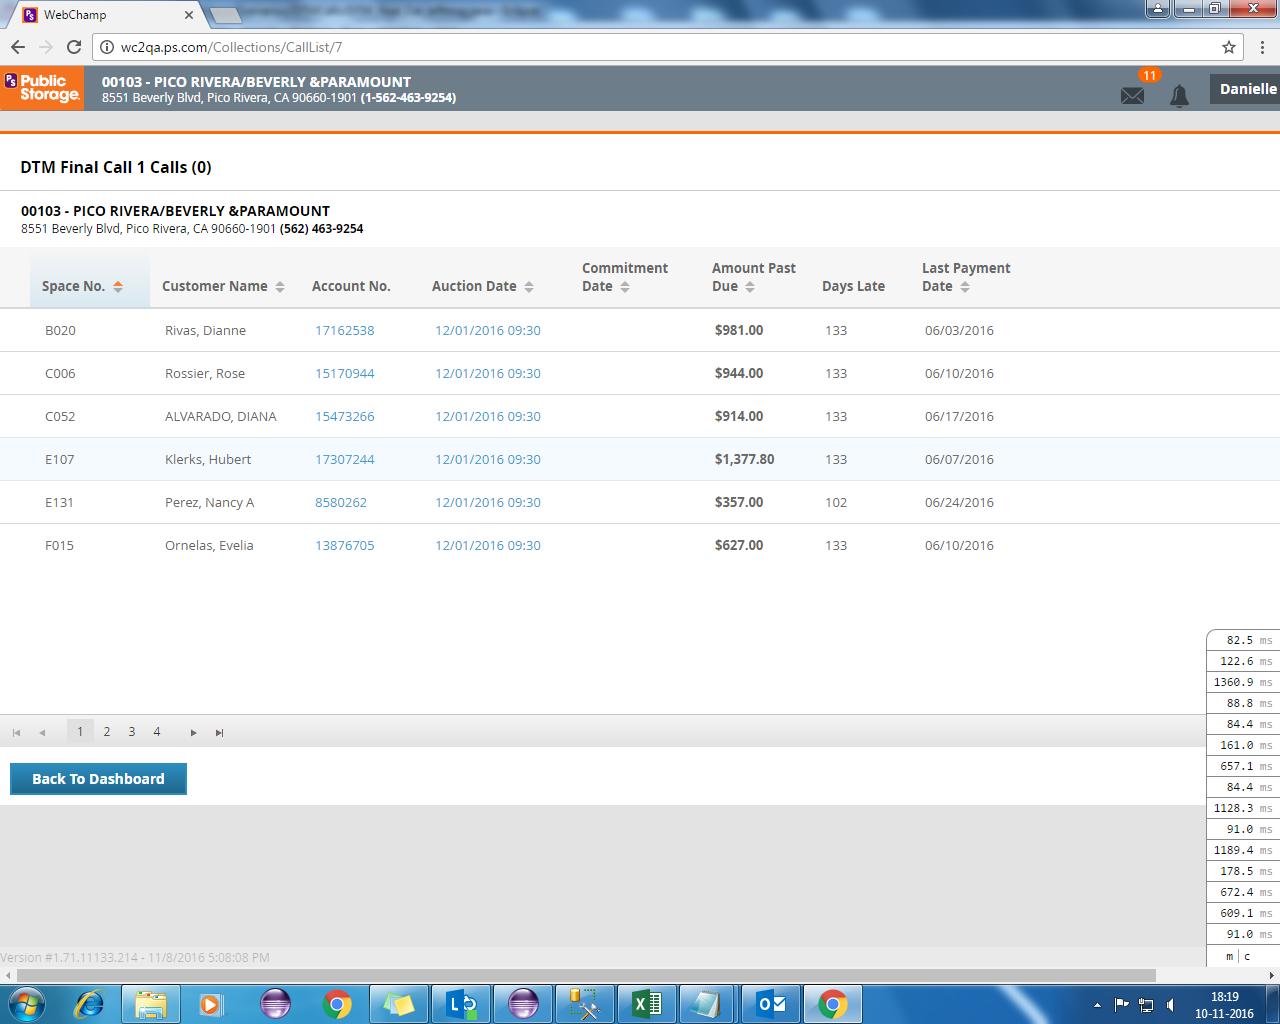 WebChamp
wc2qa.ps.com/Collections/CallList/7
PS Public Storage.
00103 - PICO RIVERA/BEVERLY &PARAMOUNT
8551 Beverly Blvd, Pico Rivera, CA 90660-1901 (1-562-463-9254)
11
Danielle
DTM Final Call 1 Calls (0)
00103 - PICO RIVERA/BEVERLY &PARAMOUNT
8551 Beverly Blvd, Pico Rivera, CA 90660-1901 (562) 463-9254
Space No. Customer Name Account No. Auction Date Commitment Date Amount Past Due Days Late Last Payment Date
B020 Rivas, Dianne 17162538 12/01/2016 09:30 $981.00 133 06/03/2016
C006 Rossier, Rose 15170944 12/01/2016 09:30 $944.00 133 06/10/2016
C052 ALVARADO, DIANA 15473266 12/01/2016 09:30 $914.00 133 06/17/2016
E107 Klerks, Hubert 17307244 12/01/2016 09:30 $1,377.80 133 06/07/2016
E131 Perez, Nancy A 8580262 12/01/2016 09:30 $357.00 102 06/24/2016
F015 Ornelas, Evelia 13876705 12/01/2016 09:30 $627.00 133 06/10/2016
82.5 ms
122.6 ms
1360.9 ms
88.8 ms
84.4 ms
161.0 ms
657.1 ms
84.4 ms
1128.3 ms
91.0 ms
1189.4 ms
178.5 ms
672.4 ms
609.1 ms
91.0 ms
m | c
1 2 3 4
Back To Dashboard
Version #1.71.11133.214 - 11/8/2016 5:08:08 PM
18:19
10-11-2016